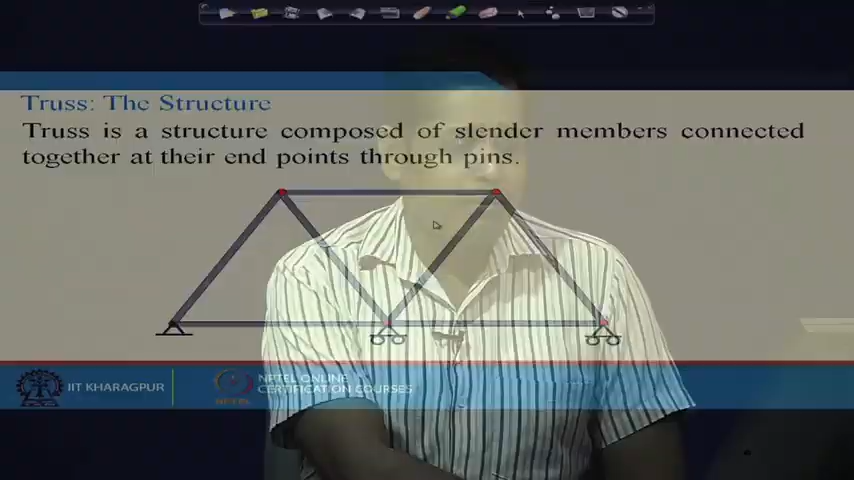 Truss: The Structure
Truss is a structure composed of slender members connected
together at their end points through pins.
IIT KHARAGPUR
NPTEL ONLINE
CERTIFICATION COURSES
NPTEL